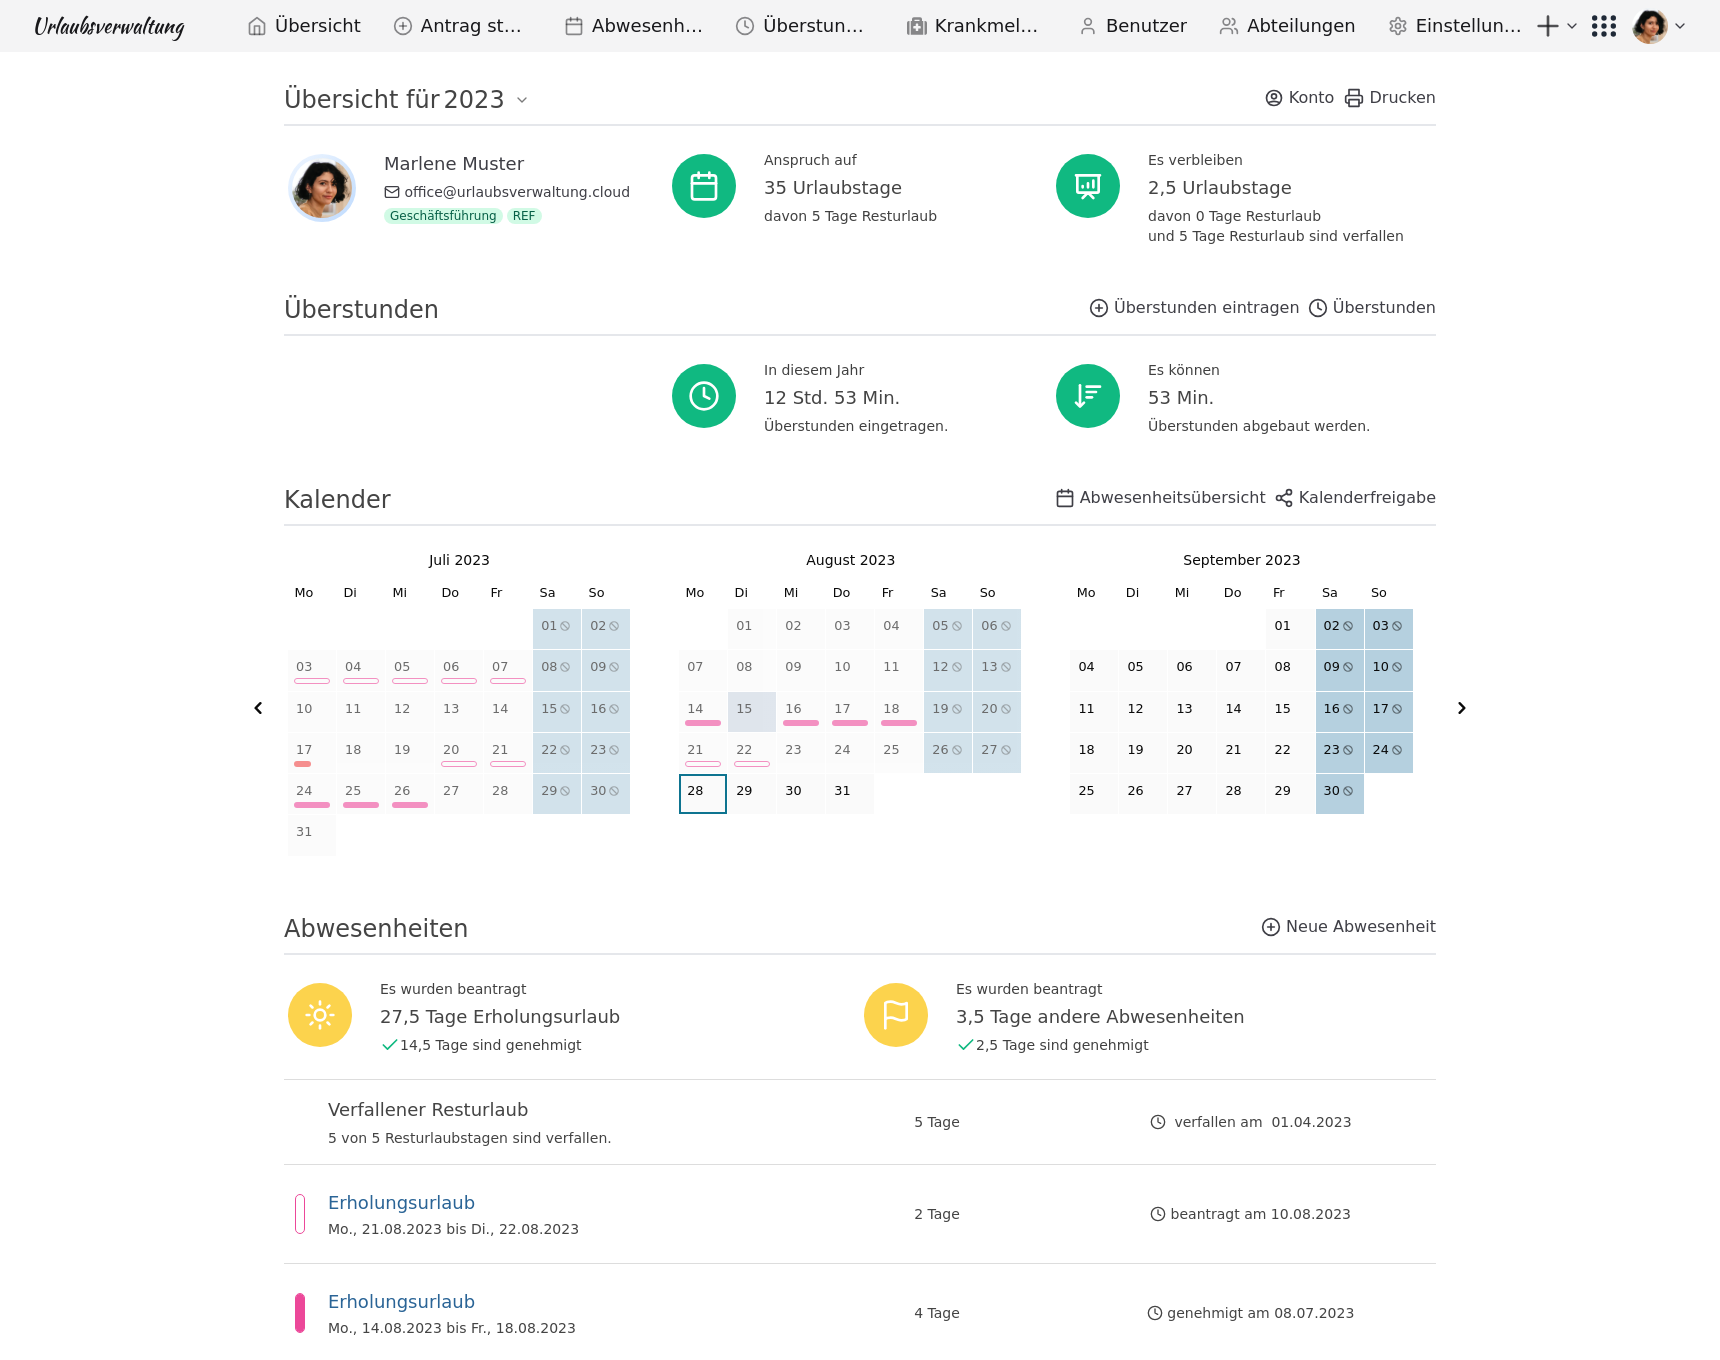 Urlaubsverwaltung Übersicht Antrag st… Abwesenh… Überstun… Krankmel… Benutzer Abteilungen Einstellun…
Übersicht für 2023 Konto Drucken
Marlene Muster
office@urlaubsverwaltung.cloud
Geschäftsführung REF
Anspruch auf
35 Urlaubstage
davon 5 Tage Resturlaub
Es verbleiben
2,5 Urlaubstage
davon 0 Tage Resturlaub
und 5 Tage Resturlaub sind verfallen
Überstunden Überstunden eintragen Überstunden
In diesem Jahr
12 Std. 53 Min.
Überstunden eingetragen.
Es können
53 Min.
Überstunden abgebaut werden.
Kalender Abwesenheitsübersicht Kalenderfreigabe
Juli 2023
Mo Di Mi Do Fr Sa So
01 02
03 04 05 06 07 08 09
10 11 12 13 14 15 16
17 18 19 20 21 22 23
24 25 26 27 28 29 30
31
August 2023
Mo Di Mi Do Fr Sa So
01 02 03 04 05 06
07 08 09 10 11 12 13
14 15 16 17 18 19 20
21 22 23 24 25 26 27
28 29 30 31
September 2023
Mo Di Mi Do Fr Sa So
01 02 03
04 05 06 07 08 09 10
11 12 13 14 15 16 17
18 19 20 21 22 23 24
25 26 27 28 29 30
Abwesenheiten Neue Abwesenheit
Es wurden beantragt
27,5 Tage Erholungsurlaub
14,5 Tage sind genehmigt
Es wurden beantragt
3,5 Tage andere Abwesenheiten
2,5 Tage sind genehmigt
Verfallener Resturlaub
5 von 5 Resturlaubstagen sind verfallen.
5 Tage
verfallen am 01.04.2023
Erholungsurlaub
Mo., 21.08.2023 bis Di., 22.08.2023
2 Tage
beantragt am 10.08.2023
Erholungsurlaub
Mo., 14.08.2023 bis Fr., 18.08.2023
4 Tage
genehmigt am 08.07.2023